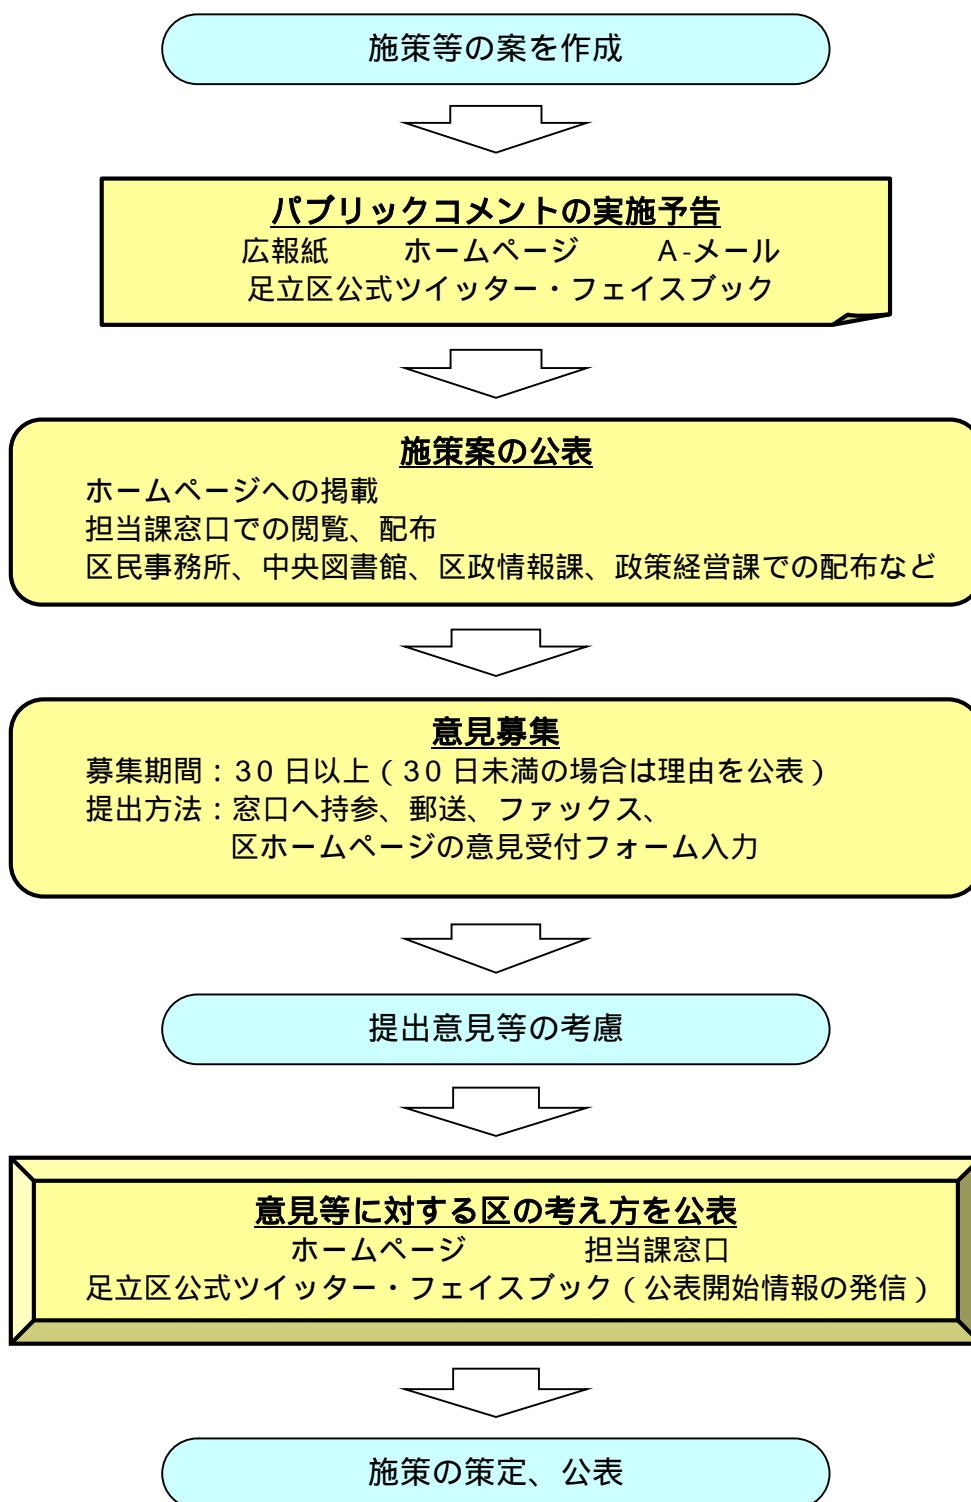 施策等の案を作成
パブリックコメントの実施予告
広報紙　　ホームページ　　A-メール
足立区公式ツイッター・フェイスブック
施策案の公表
ホームページへの掲載
担当課窓口での閲覧、配布
区民事務所、中央図書館、区政情報課、政策経営課での配布など
意見募集
募集期間：30 日以上（30 日未満の場合は理由を公表）
提出方法：窓口へ持参、郵送、ファックス、
区ホームページの意見受付フォーム入力
提出意見等の考慮
意見等に対する区の考え方を公表
ホームページ　　担当課窓口
足立区公式ツイッター・フェイスブック（公表開始情報の発信）
施策の策定、公表